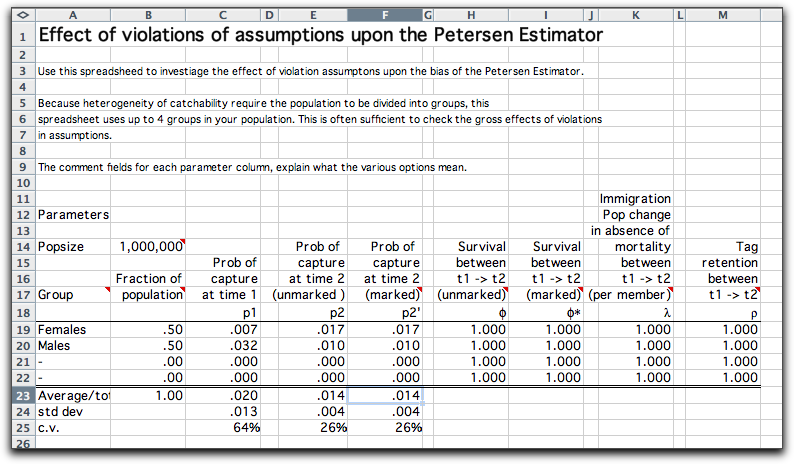 A B C D E F G H I J K L M
1 Effect of violations of assumptions upon the Petersen Estimator
2
3 Use this spreadsheed to investiage the effect of violation assumptons upon the bias of the Petersen Estimator.
4
5 Because heterogeneity of catchability require the population to be divided into groups, this
6 spreadsheet uses up to 4 groups in your population. This is often sufficient to check the gross effects of violations
7 in assumptions.
8
9 The comment fields for each parameter column, explain what the various options mean.
10
11 Immigration
12 Parameters Pop change
13 in absence of
14 Popsize 1,000,000 Prob of Prob of Survival Survival mortality Tag
15 Prob of capture capture between between between retention
16 Fraction of capture at time 2 at time 2 t1 -> t2 t1 -> t2 t1 -> t2 between
17 Group population at time 1 (unmarked ) (marked) (unmarked) (marked) (per member) t1 -> t2
18 p1 p2 p2' ϕ ϕ* λ ρ
19 Females .50 .007 .017 .017 1.000 1.000 1.000 1.000
20 Males .50 .032 .010 .010 1.000 1.000 1.000 1.000
21 - .00 .000 .000 .000 1.000 1.000 1.000 1.000
22 - .00 .000 .000 .000 1.000 1.000 1.000 1.000
23 Average/to 1.00 .020 .014 .014
24 std dev .013 .004 .004
25 c.v. 64% 26% 26%
26